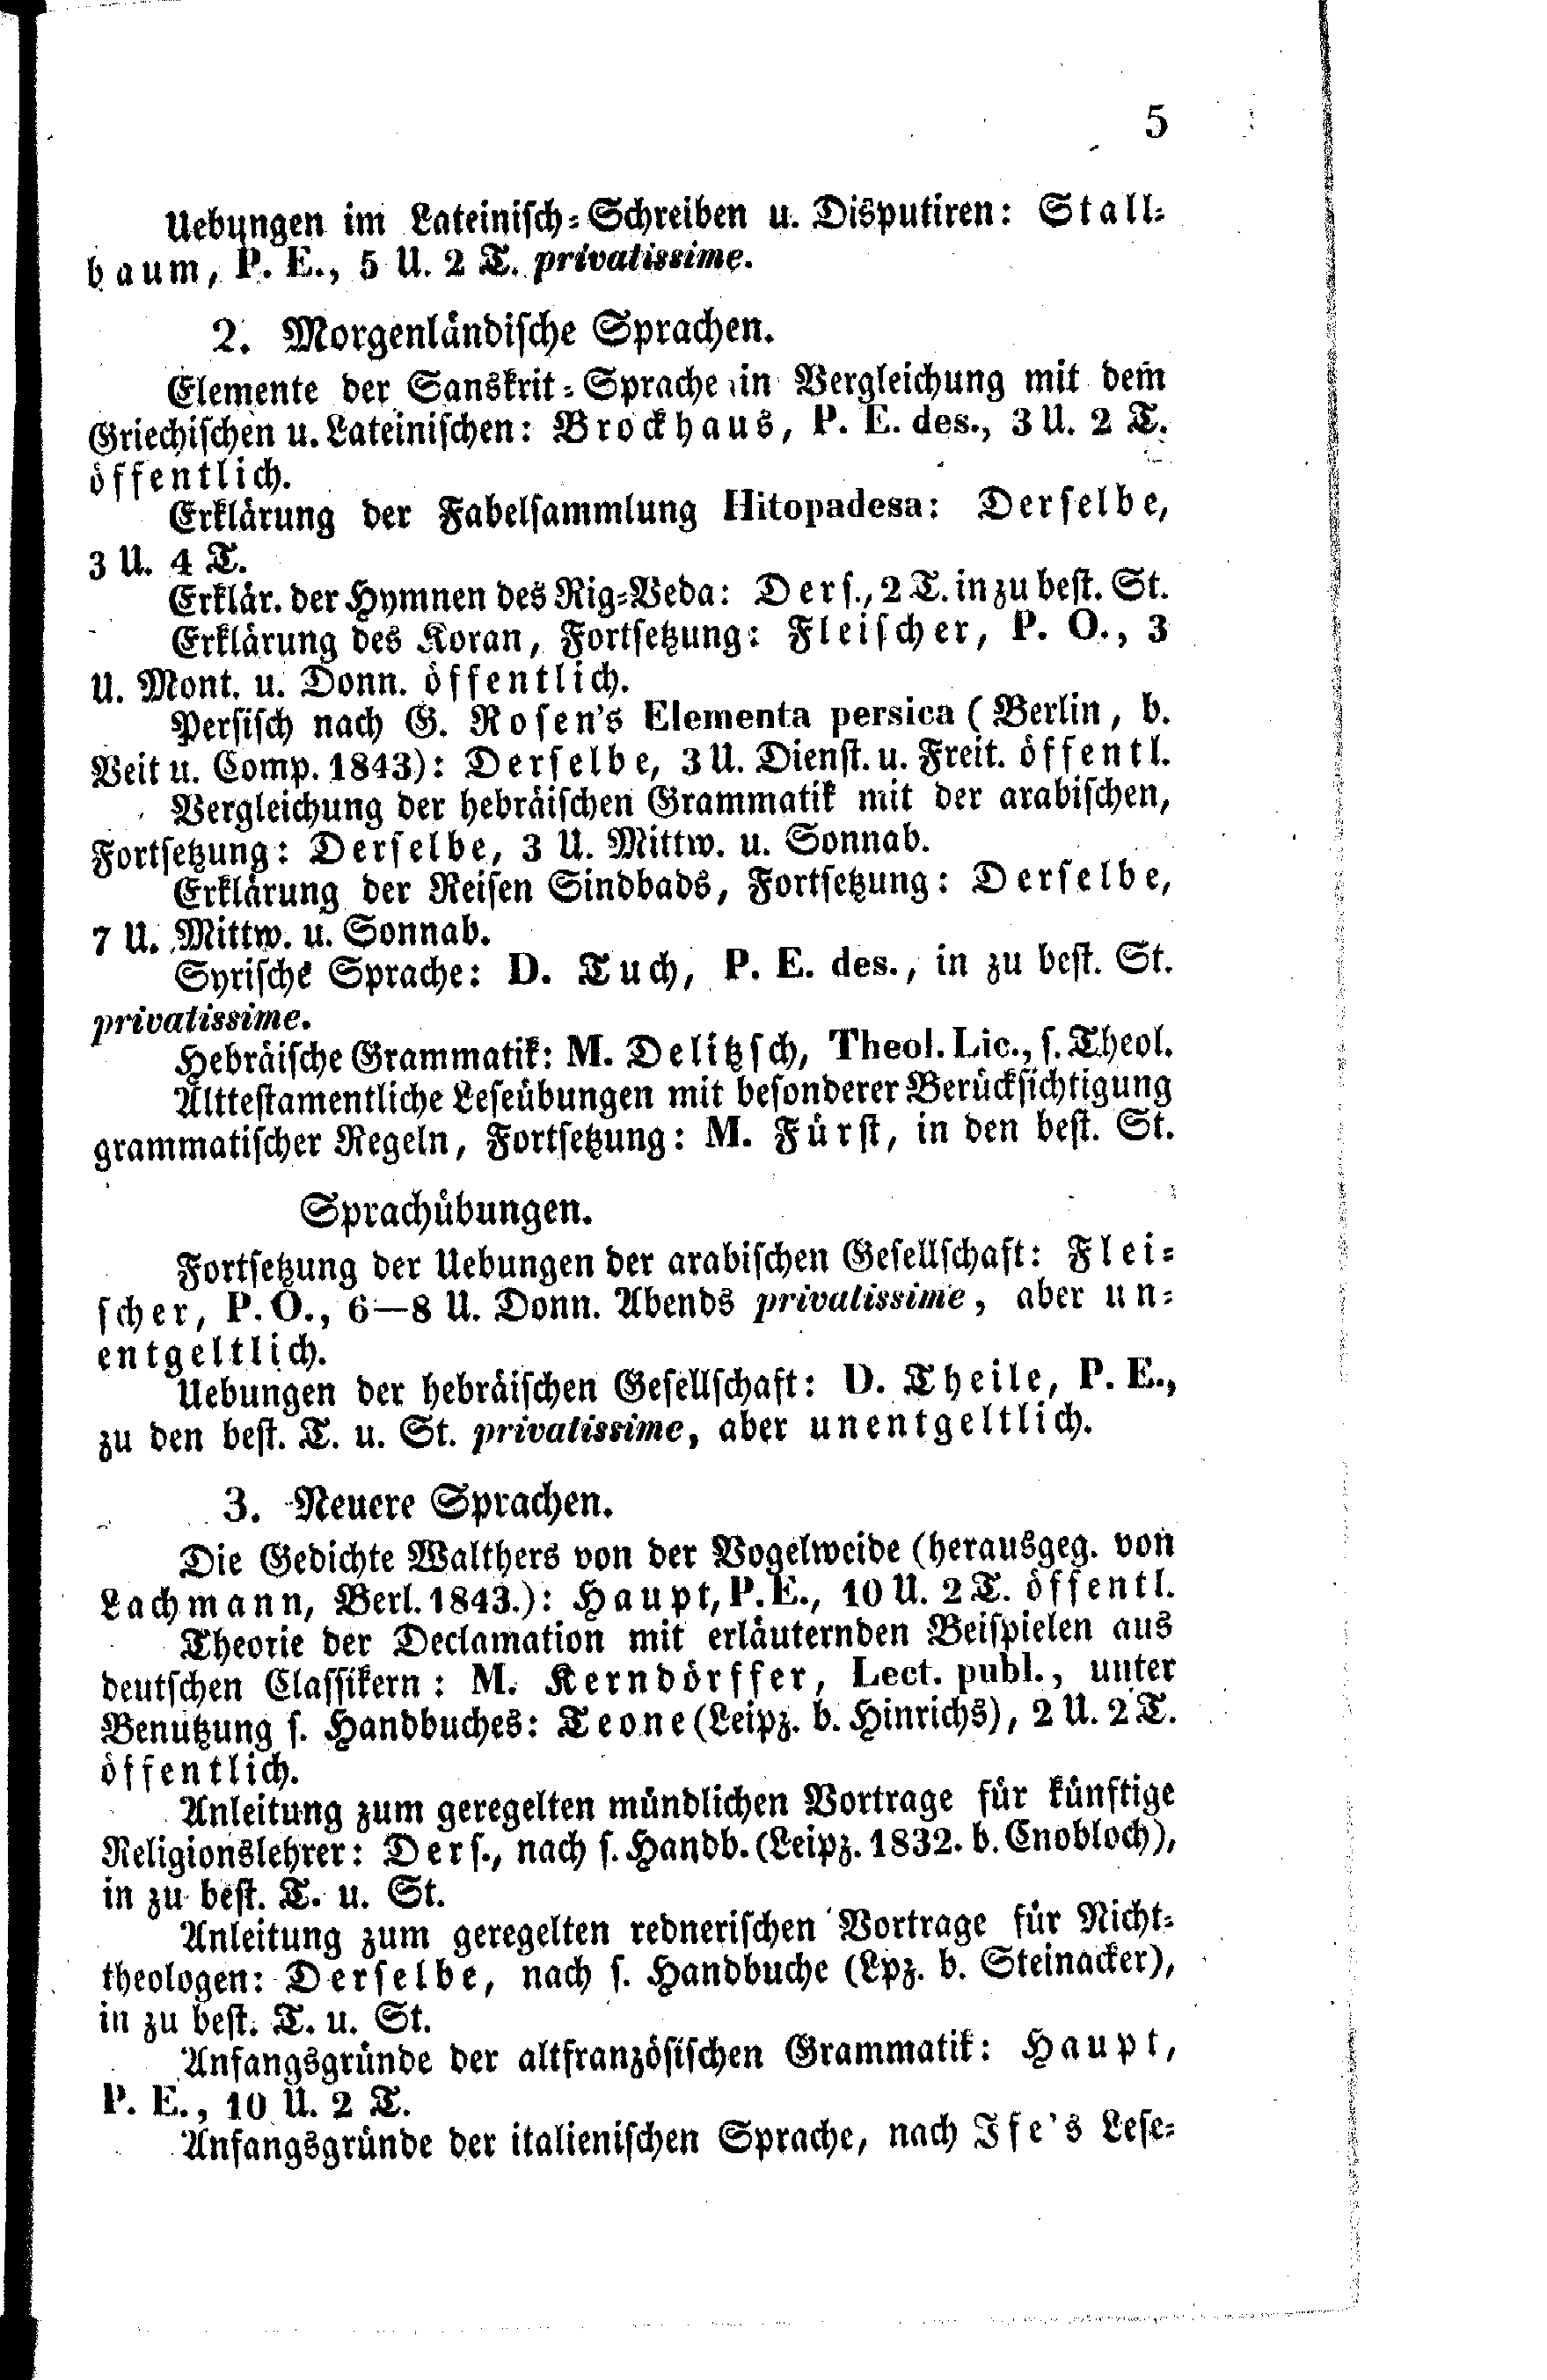 5
Uebungen im Lateinisch-Schreiben u. Disputiren: Stall-
baum, P. E., 5 U. 2 T. privatissime.
2. Morgenländische Sprachen.
Elemente der Sanskrit-Sprache in Vergleichung mit dem
Griechischen u. Lateinischen: Brockhaus, P. E. des., 3 U. 2 T.
öffentlich.
Erklärung der Fabelsammlung Hitopadesa: Derselbe,
3 U. 4 T.
Erklär. der Hymnen des Rig-Veda: Ders., 2 T. in zu best. St.
Erklärung des Koran, Fortsetzung: Fleischer, P. O., 3
U. Mont. u. Donn. öffentlich.
Persisch nach G. Rosen's Elementa persica (Berlin, b.
Veit u. Comp. 1843): Derselbe, 3 U. Dienst. u. Freit. öffentl.
Vergleichung der hebräischen Grammatik mit der arabischen,
Fortsetzung: Derselbe, 3 U. Mittw. u. Sonnab.
Erklärung der Reisen Sindbads, Fortsetzung: Derselbe,
7 U. Mittw. u. Sonnab.
Syrische Sprache: D. Tuch, P. E. des., in zu best. St.
privatissime.
Hebräische Grammatik: M. Delitzsch, Theol. Lic., s. Theol.
Alttestamentliche Leseübungen mit besonderer Berücksichtigung
grammatischer Regeln, Fortsetzung: M. Fürst, in den best. St.
Sprachübungen.
Fortsetzung der Uebungen der arabischen Gesellschaft: Flei-
scher, P. O., 6—8 U. Donn. Abends privatissime, aber un-
entgeltlich.
Uebungen der hebräischen Gesellschaft: D. Theile, P. E.,
zu den best. T. u. St. privatissime, aber unentgeltlich.
3. Neuere Sprachen.
Die Gedichte Walthers von der Vogelweide (herausgeg. von
Lachmann, Berl. 1843.): Haupt, P. E., 10 U. 2 T. öffentl.
Theorie der Declamation mit erläuternden Beispielen aus
deutschen Classikern: M. Kerndörffer, Lect. publ., unter
Benutzung s. Handbuches: Teone (Leipz. b. Hinrichs), 2 U. 2 T.
öffentlich.
Anleitung zum geregelten mündlichen Vortrage für künftige
Religionslehrer: Ders., nach s. Handb. (Leipz. 1832. b. Cnobloch),
in zu best. T. u. St.
Anleitung zum geregelten rednerischen Vortrage für Nicht-
theologen: Derselbe, nach s. Handbuche (Lpz. b. Steinacker),
in zu best. T. u. St.
Anfangsgründe der altfranzösischen Grammatik: Haupt,
P. E., 10 U. 2 T.
Anfangsgründe der italienischen Sprache, nach Ife's Lese-